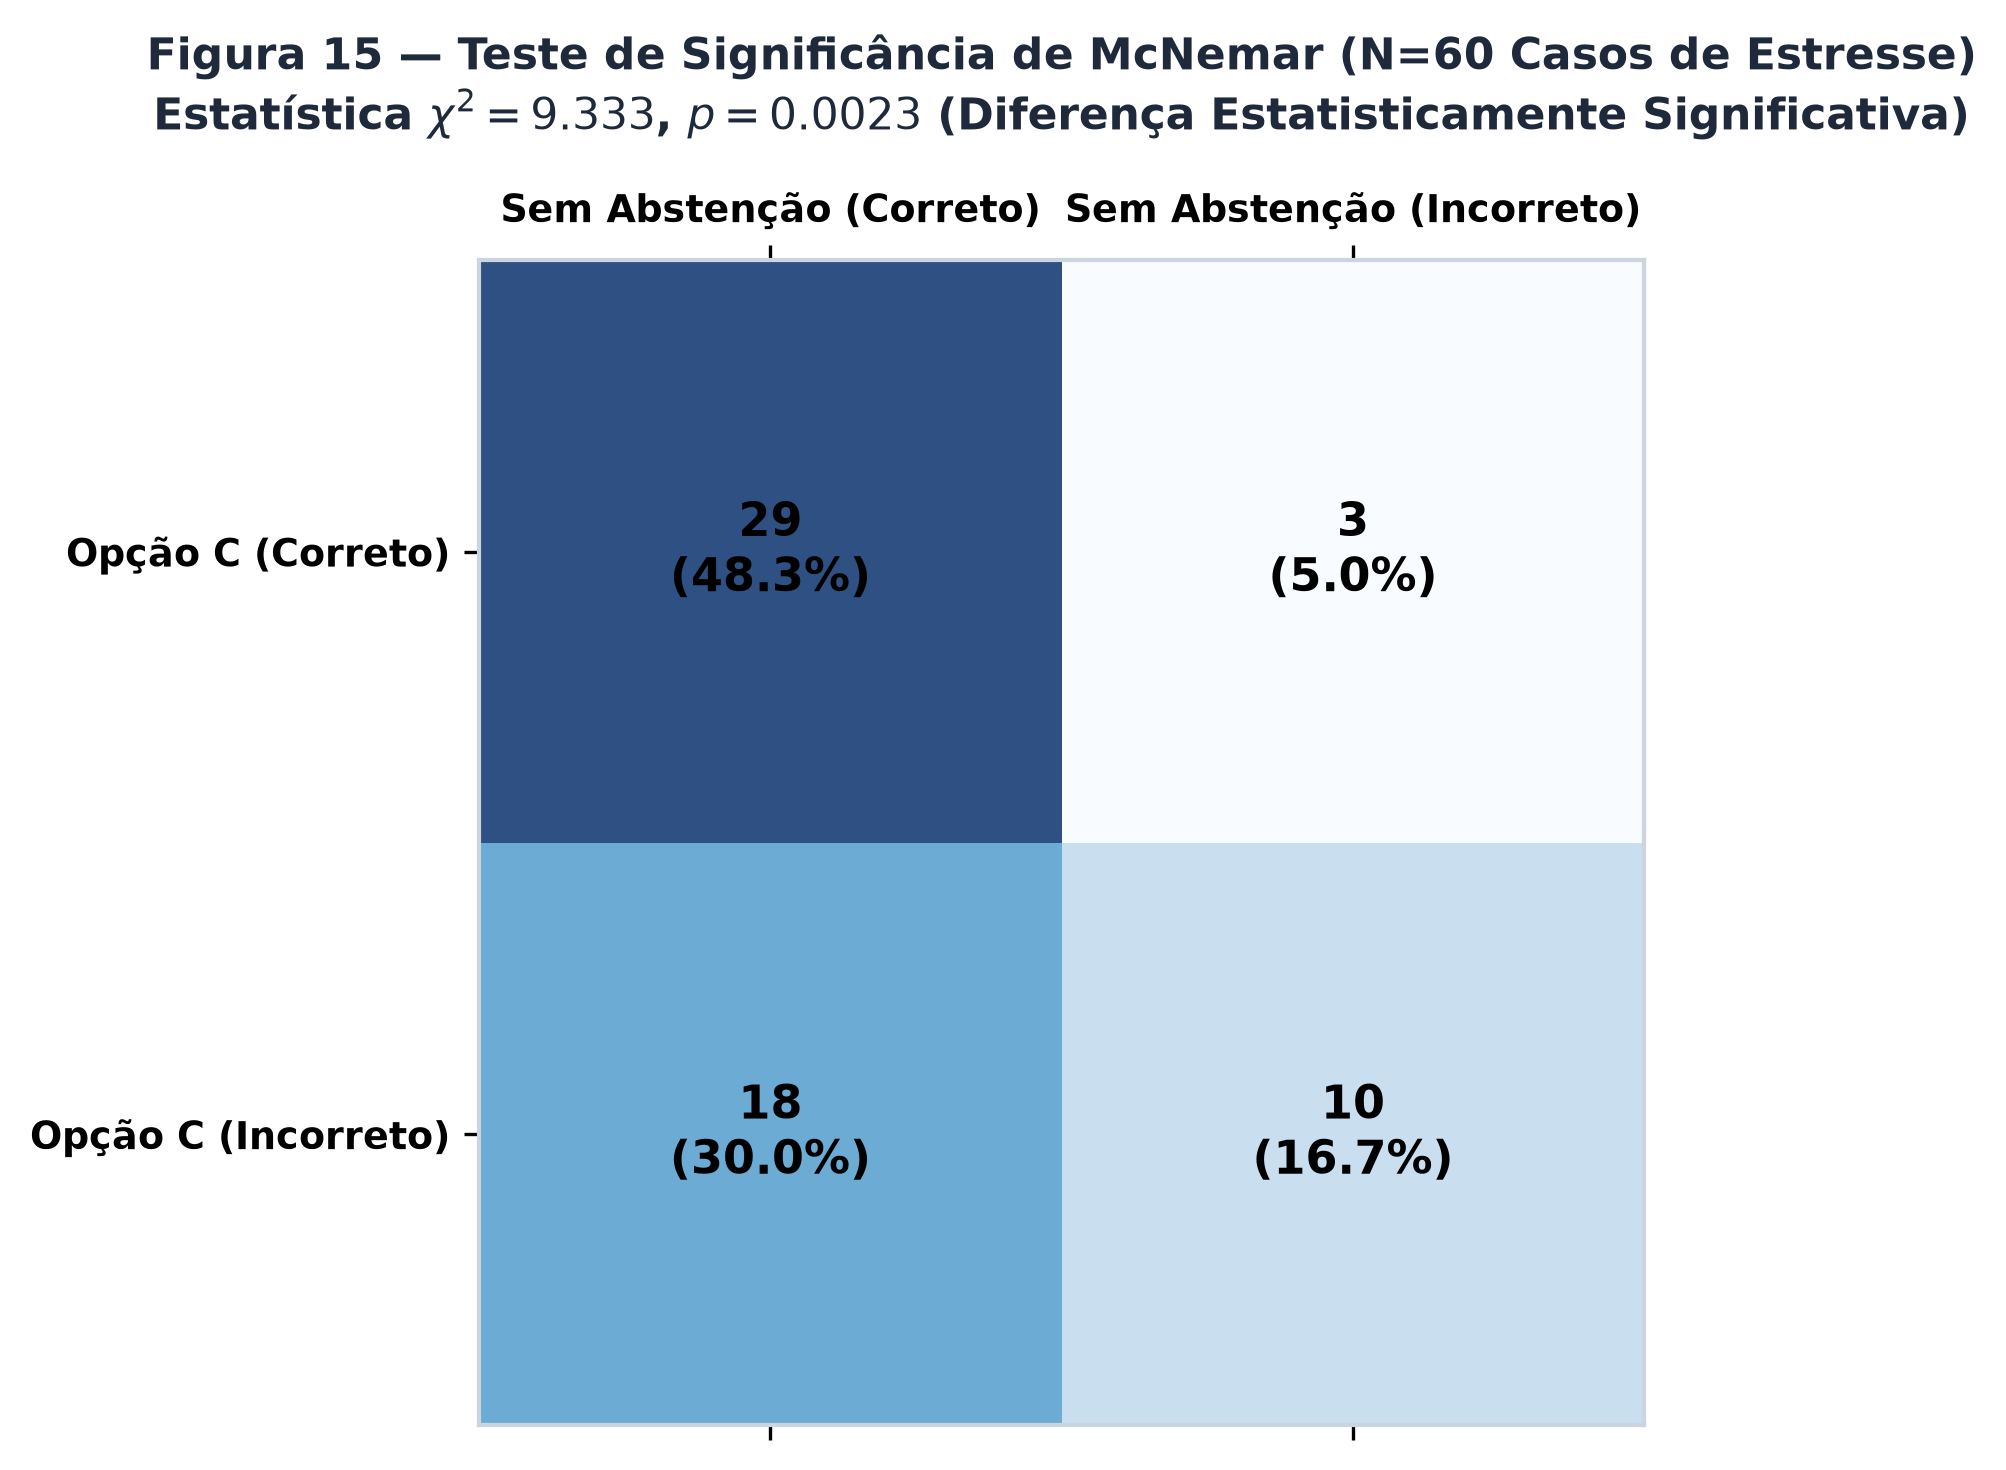 Figura 15 — Teste de Significância de McNemar (N=60 Casos de Estresse)
Estatística χ² = 9.333, p = 0.0023 (Diferença Estatisticamente Significativa)
Sem Abstenção (Correto) Sem Abstenção (Incorreto)
Opção C (Correto)
29
(48.3%)
3
(5.0%)
Opção C (Incorreto)
18
(30.0%)
10
(16.7%)